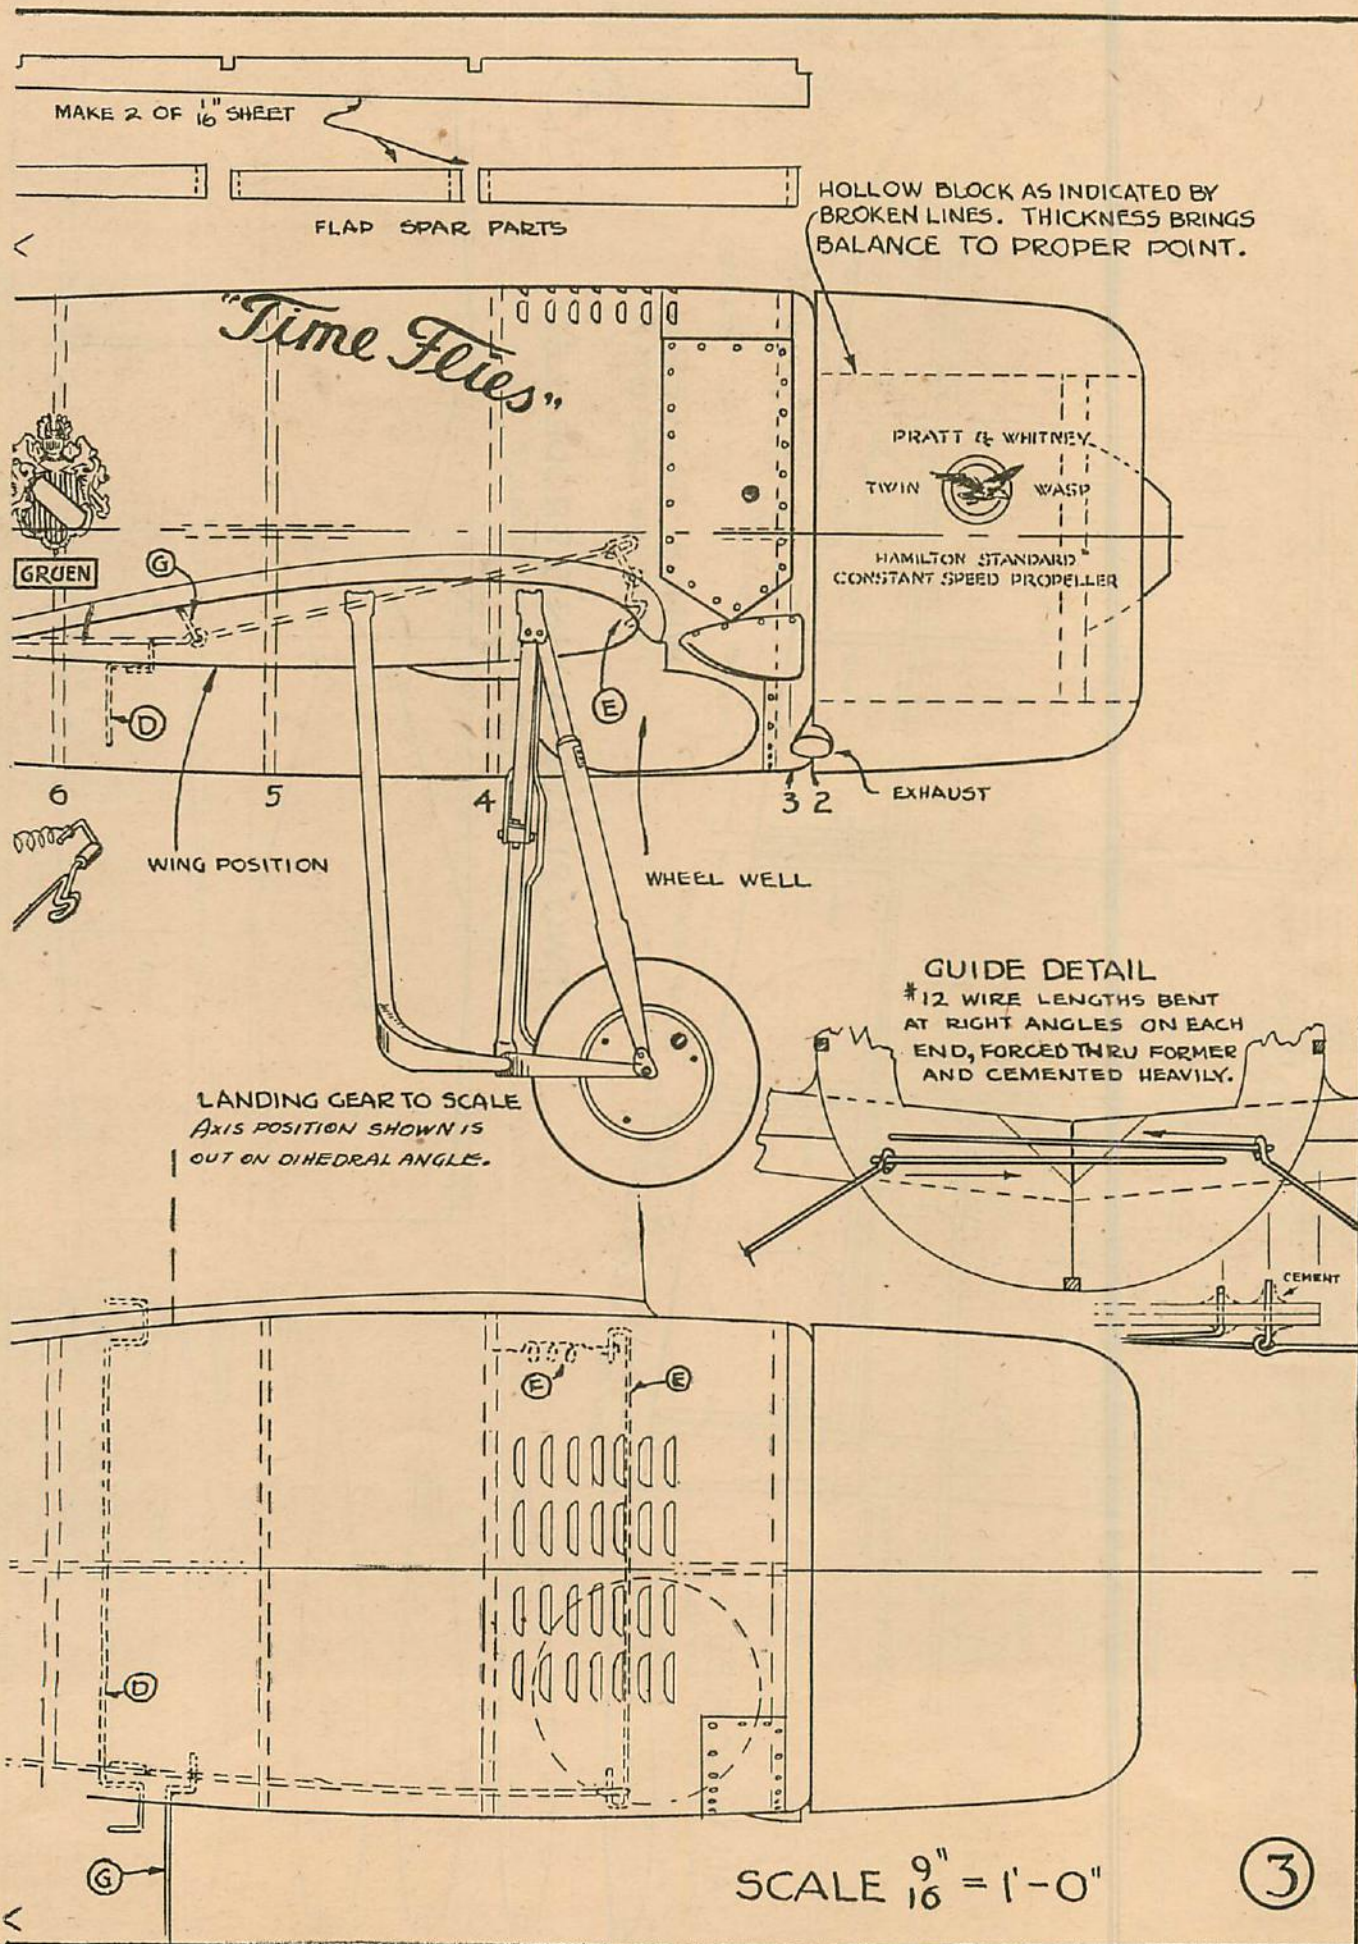 MAKE 2 OF 1/16" SHEET
FLAP SPAR PARTS
HOLLOW BLOCK AS INDICATED BY
BROKEN LINES. THICKNESS BRINGS
BALANCE TO PROPER POINT.
"Time Flies"
PRATT & WHITNEY
TWIN WASP
HAMILTON STANDARD
CONSTANT SPEED PROPELLER
GRUEN
G
E
D
6
5
4
3 2
EXHAUST
WING POSITION
WHEEL WELL
GUIDE DETAIL
#12 WIRE LENGTHS BENT
AT RIGHT ANGLES ON EACH
END, FORCED THRU FORMER
AND CEMENTED HEAVILY.
LANDING GEAR TO SCALE
AXIS POSITION SHOWN IS
OUT ON DIHEDRAL ANGLE.
CEMENT
F
E
D
G
SCALE 9/16" = 1'-0"
3